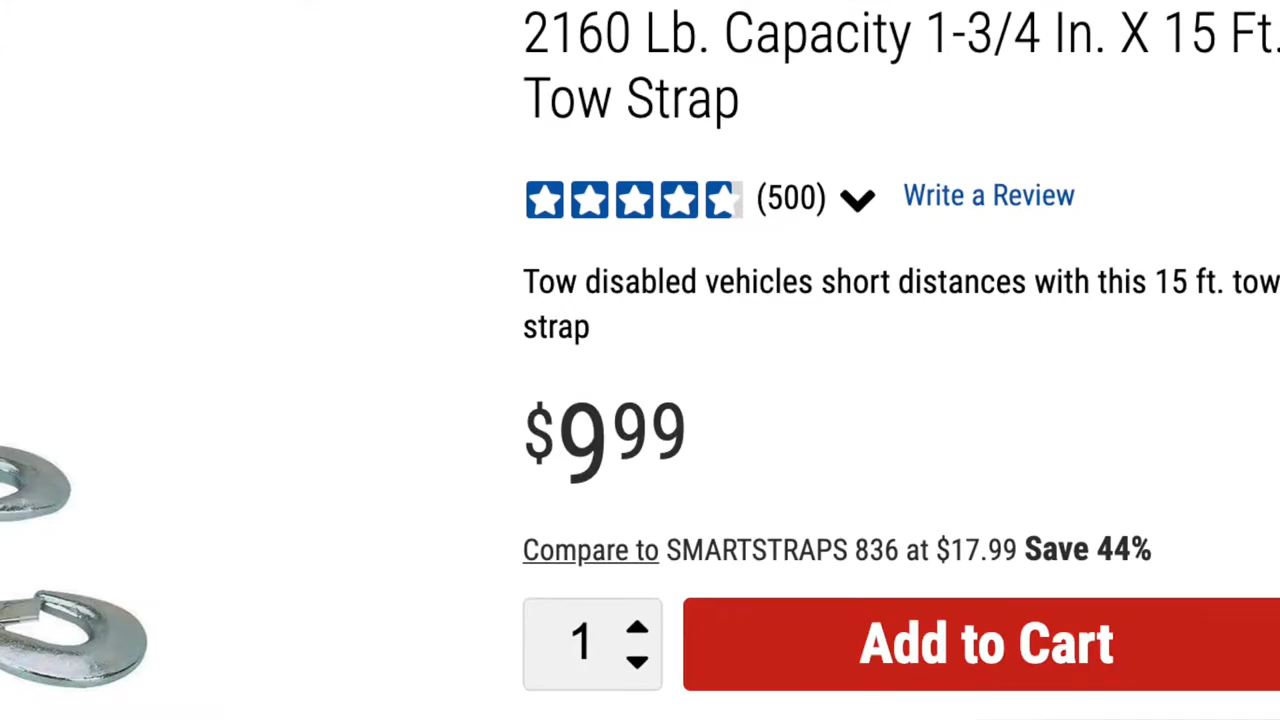 2160 Lb. Capacity 1-3/4 In. X 15 Ft.
Tow Strap
(500)
Write a Review
Tow disabled vehicles short distances with this 15 ft. tow
strap
$9 99
Compare to SMARTSTRAPS 836 at $17.99 Save 44%
1
Add to Cart